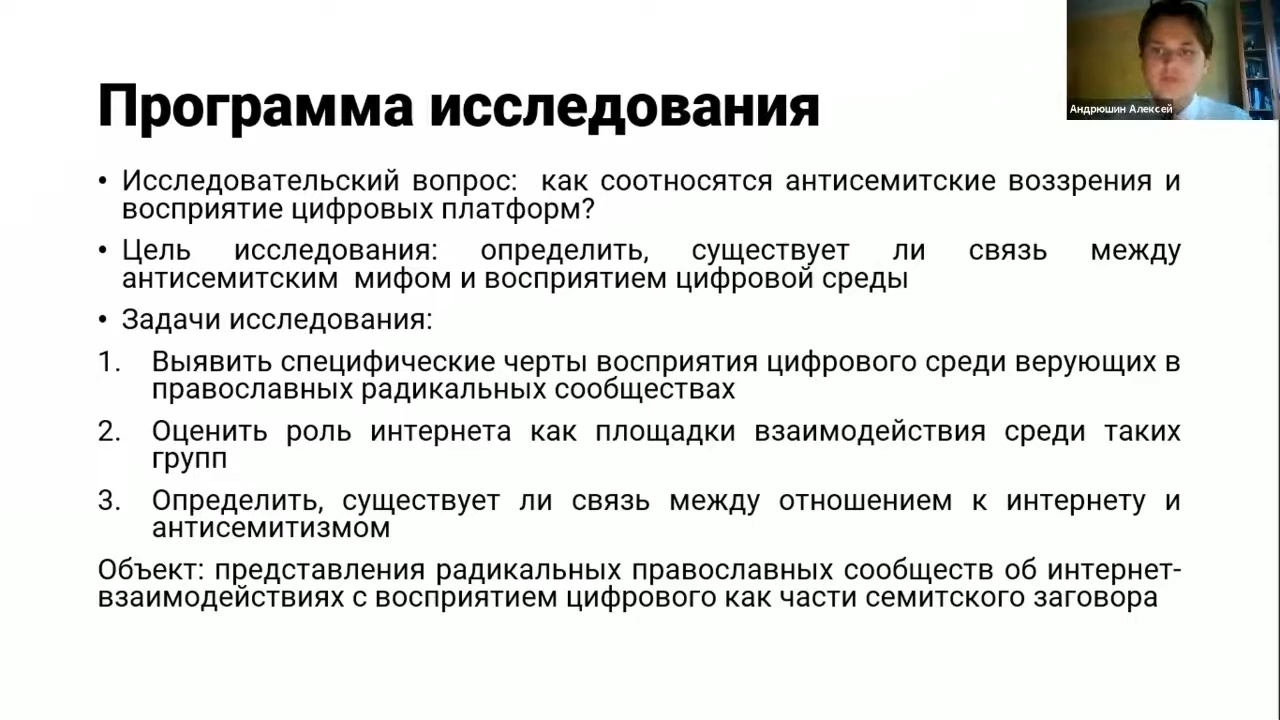 Программа исследования
Андрюшин Алексей
• Исследовательский вопрос: как соотносятся антисемитские воззрения и
восприятие цифровых платформ?
• Цель исследования: определить, существует ли связь между
антисемитским мифом и восприятием цифровой среды
• Задачи исследования:
1. Выявить специфические черты восприятия цифрового среди верующих в
православных радикальных сообществах
2. Оценить роль интернета как площадки взаимодействия среди таких
групп
3. Определить, существует ли связь между отношением к интернету и
антисемитизмом
Объект: представления радикальных православных сообществ об интернет-
взаимодействиях с восприятием цифрового как части семитского заговора